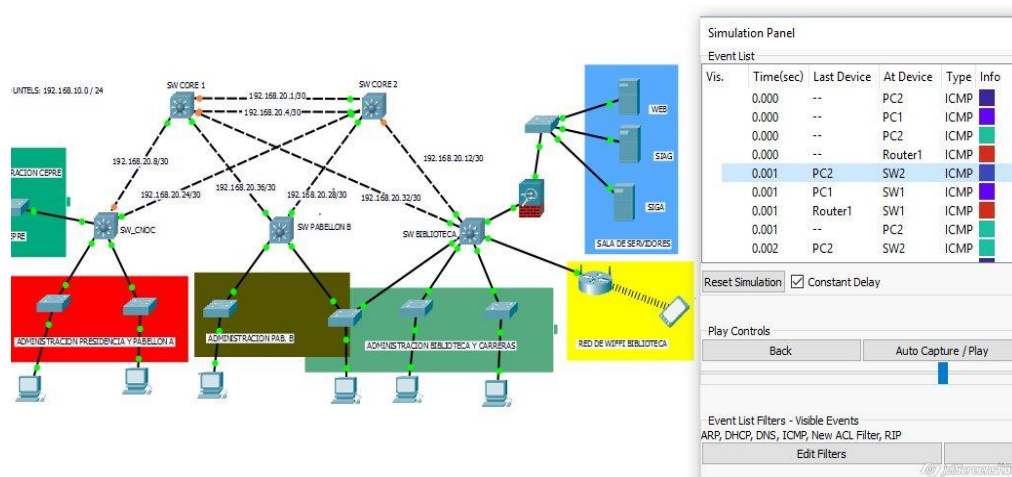 UNTELS: 192.168.10.0 / 24
SW CORE 1
SW CORE 2
192.168.20.1/30
192.168.20.4/30
192.168.20.8/30
192.168.20.12/30
192.168.20.24/30
192.168.20.36/30
192.168.20.28/30
192.168.20.32/30
RACION CEPRE
EPRE
SW_CNOC
SW PABELLON B
SW BIBLIOTECA
WEB
SIAG
SIGA
SALA DE SERVIDORES
ADMINISTRACION PRESIDENCIA Y PABELLON A
ADMINISTRACION PAB. B
ADMINISTRACION BIBLIOTECA Y CARRERAS
RED DE WIFFI BIBLIOTECA
Simulation Panel
Event List
Vis. Time(sec) Last Device At Device Type Info
0.000 -- PC2 ICMP
0.000 -- PC1 ICMP
0.000 -- PC2 ICMP
0.000 -- Router1 ICMP
0.001 PC2 SW2 ICMP
0.001 PC1 SW1 ICMP
0.001 Router1 SW1 ICMP
0.001 -- PC2 ICMP
0.002 PC2 SW2 ICMP
Reset Simulation Constant Delay
Play Controls
Back Auto Capture / Play
Event List Filters - Visible Events
ARP, DHCP, DNS, ICMP, New ACL Filter, RIP
Edit Filters